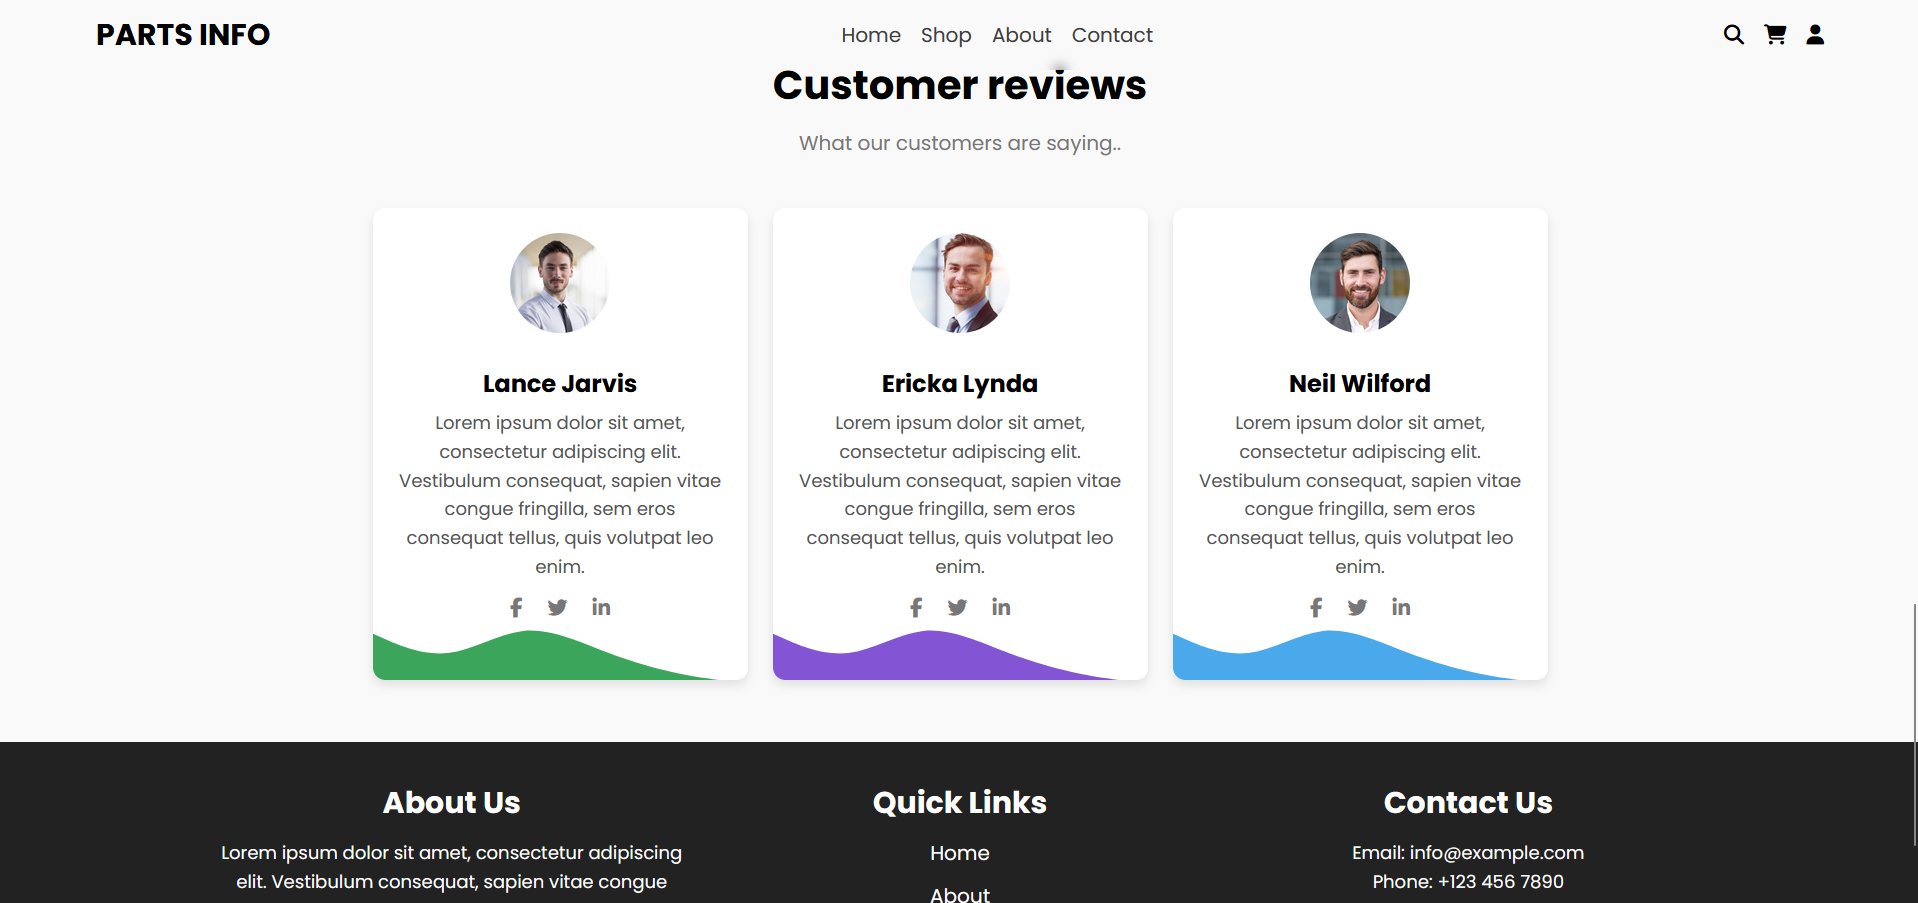 PARTS INFO
Home Shop About Contact
Customer reviews
What our customers are saying..
Lance Jarvis
Lorem ipsum dolor sit amet,
consectetur adipiscing elit.
Vestibulum consequat, sapien vitae
congue fringilla, sem eros
consequat tellus, quis volutpat leo
enim.
Ericka Lynda
Lorem ipsum dolor sit amet,
consectetur adipiscing elit.
Vestibulum consequat, sapien vitae
congue fringilla, sem eros
consequat tellus, quis volutpat leo
enim.
Neil Wilford
Lorem ipsum dolor sit amet,
consectetur adipiscing elit.
Vestibulum consequat, sapien vitae
congue fringilla, sem eros
consequat tellus, quis volutpat leo
enim.
About Us
Lorem ipsum dolor sit amet, consectetur adipiscing
elit. Vestibulum consequat, sapien vitae congue
Quick Links
Home
About
Contact Us
Email: info@example.com
Phone: +123 456 7890